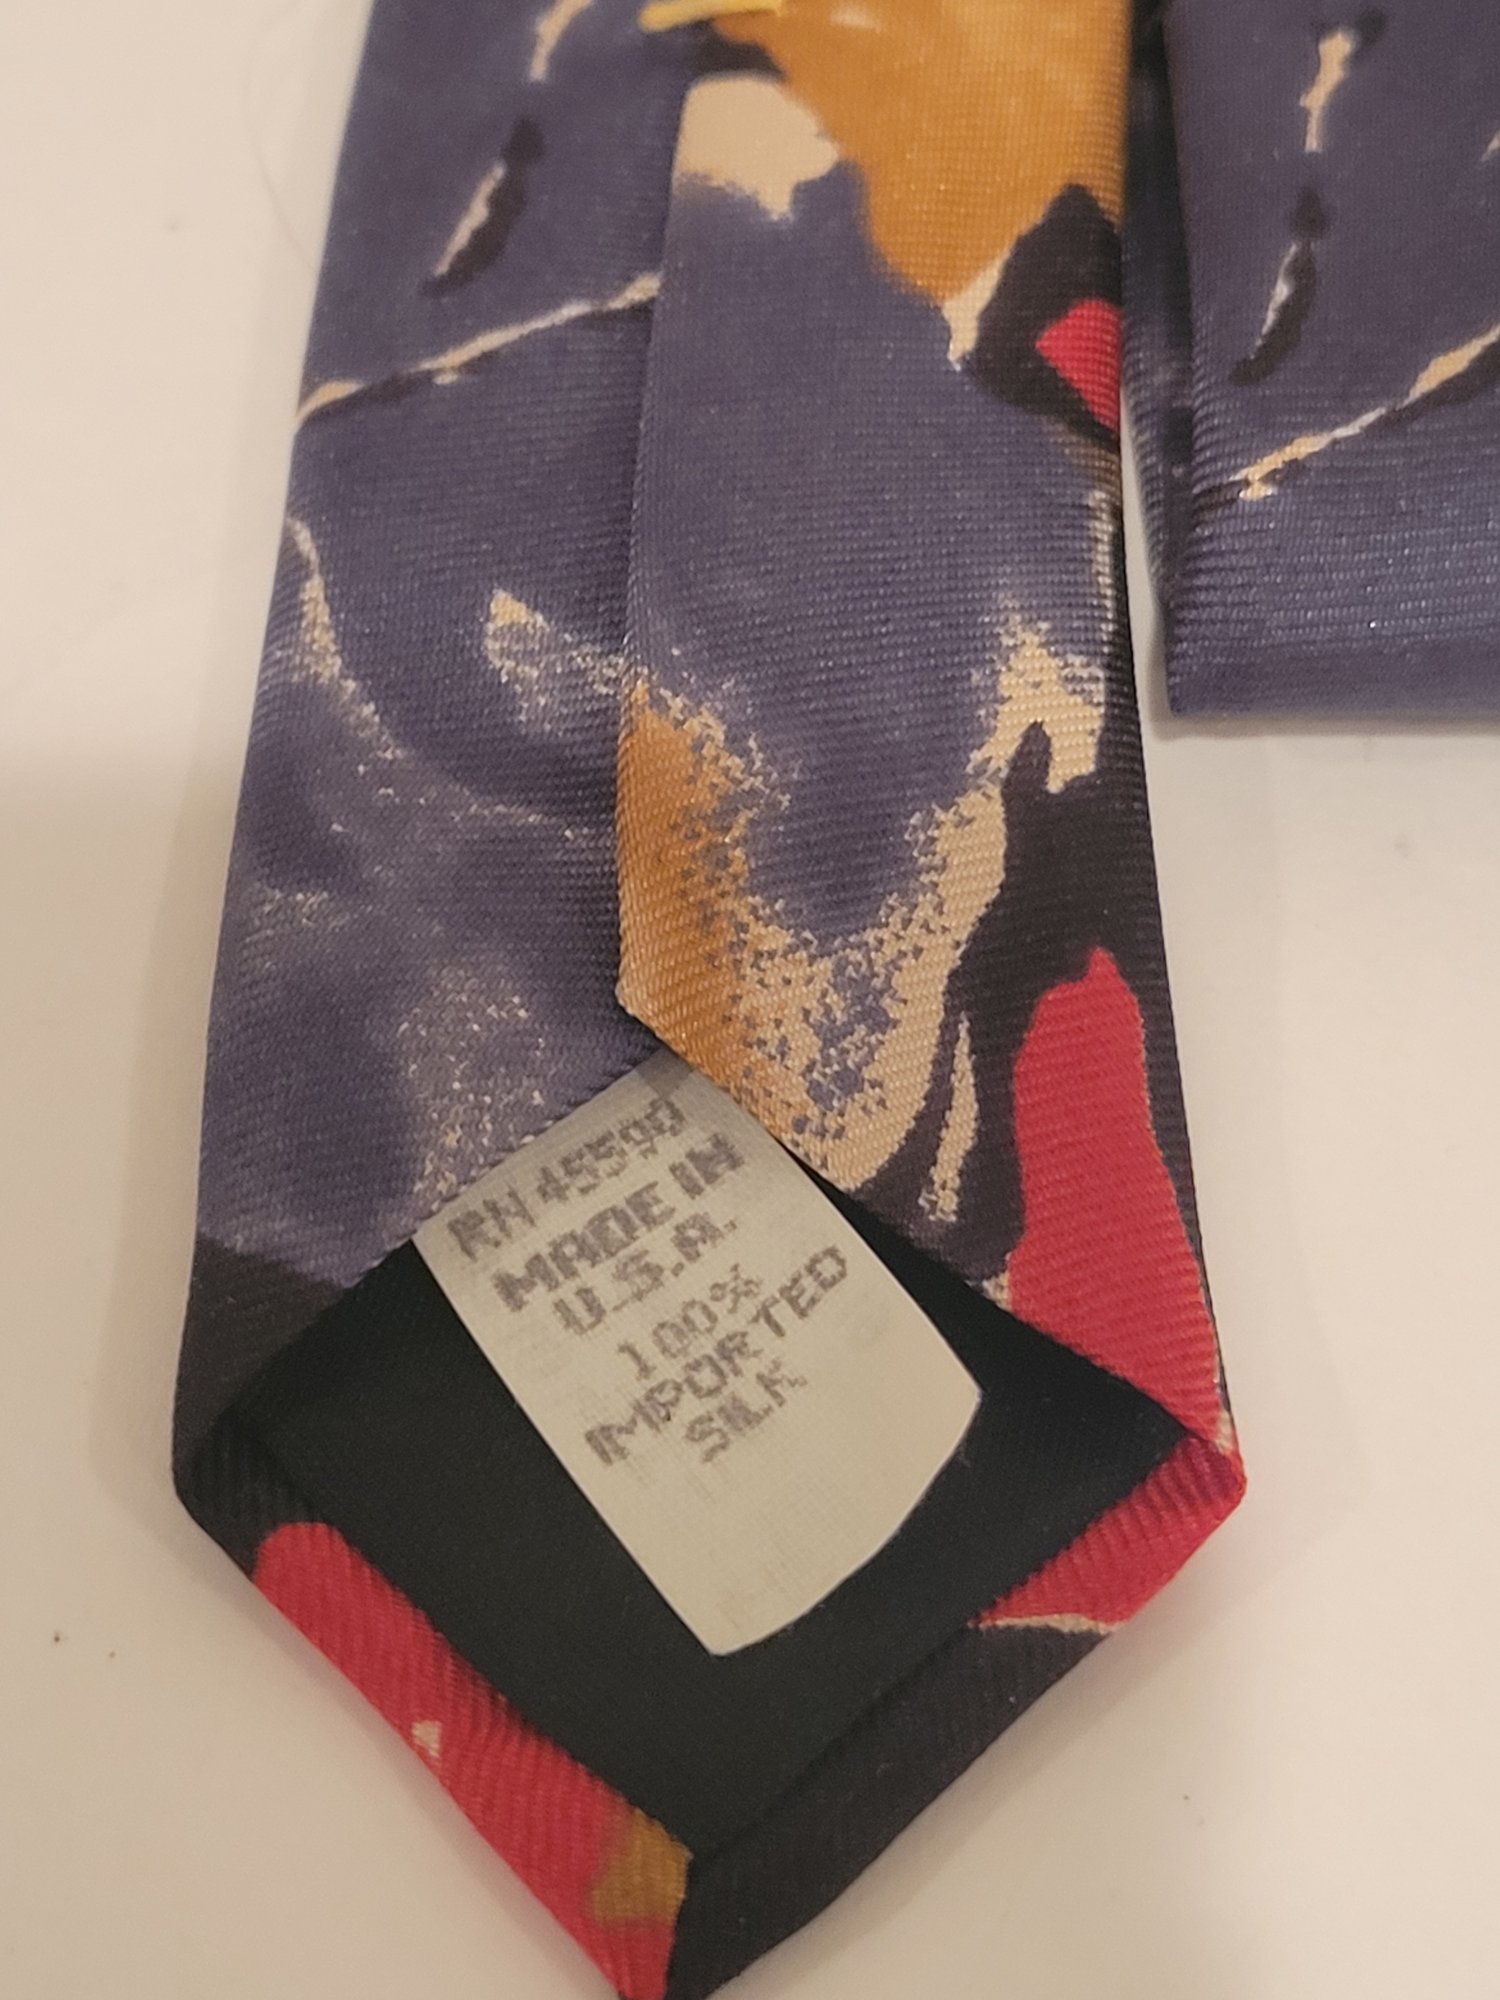 RN 45590
MADE IN
U.S.A.
100%
IMPORTED
SILK